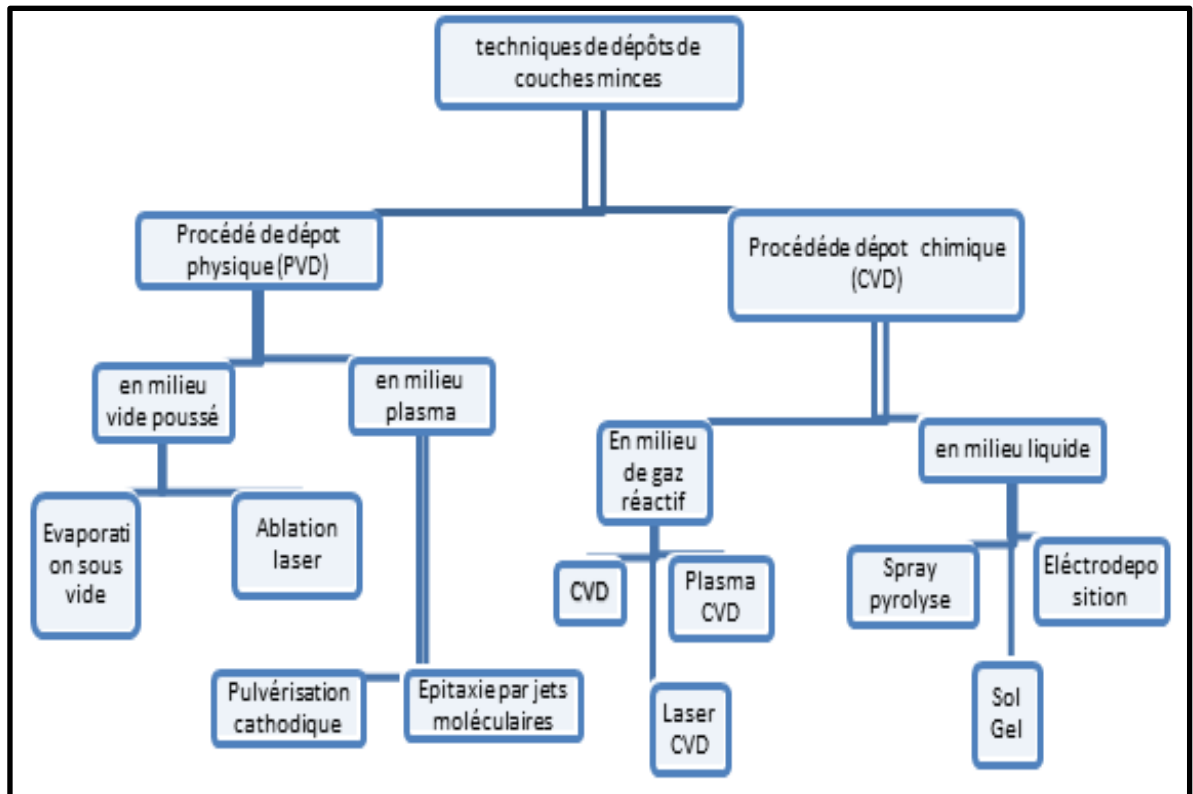 techniques de dépôts de
couches minces
Procédé de dépot
physique (PVD)
Procédéde dépot chimique
(CVD)
en milieu
vide poussé
en milieu
plasma
En milieu
de gaz
réactif
en milieu liquide
Evaporati
on sous
vide
Ablation
laser
CVD
Plasma
CVD
Spray
pyrolyse
Eléctrodepo
sition
Pulvérisation
cathodique
Epitaxie par jets
moléculaires
Laser
CVD
Sol
Gel